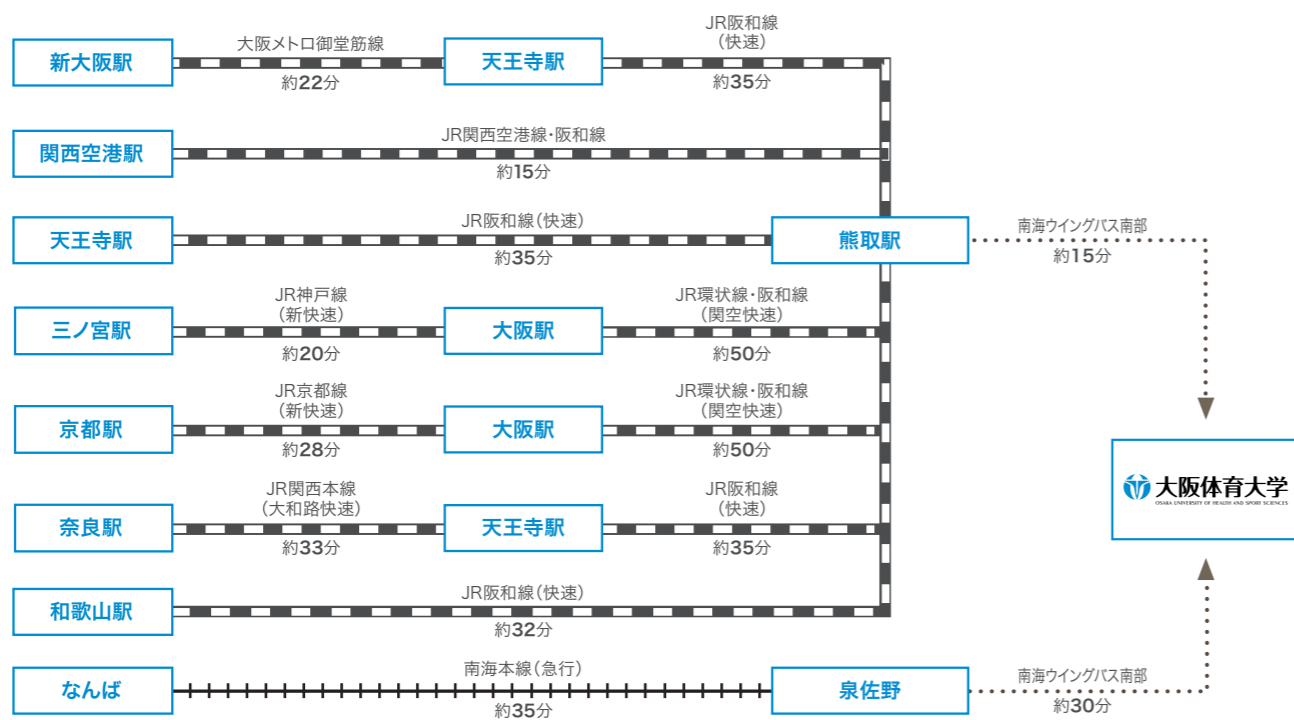 新大阪駅
大阪メトロ御堂筋線
約22分
天王寺駅
JR阪和線
(快速)
約35分
関西空港駅
JR関西空港線・阪和線
約15分
天王寺駅
JR阪和線(快速)
約35分
熊取駅
南海ウイングバス南部
約15分
三ノ宮駅
JR神戸線
(新快速)
約20分
大阪駅
JR環状線・阪和線
(関空快速)
約50分
京都駅
JR京都線
(新快速)
約28分
大阪駅
JR環状線・阪和線
(関空快速)
約50分
大阪体育大学
OSAKA UNIVERSITY OF HEALTH AND SPORT SCIENCES
奈良駅
JR関西本線
(大和路快速)
約33分
天王寺駅
JR阪和線
(快速)
約35分
和歌山駅
JR阪和線(快速)
約32分
なんば
南海本線(急行)
約35分
泉佐野
南海ウイングバス南部
約30分